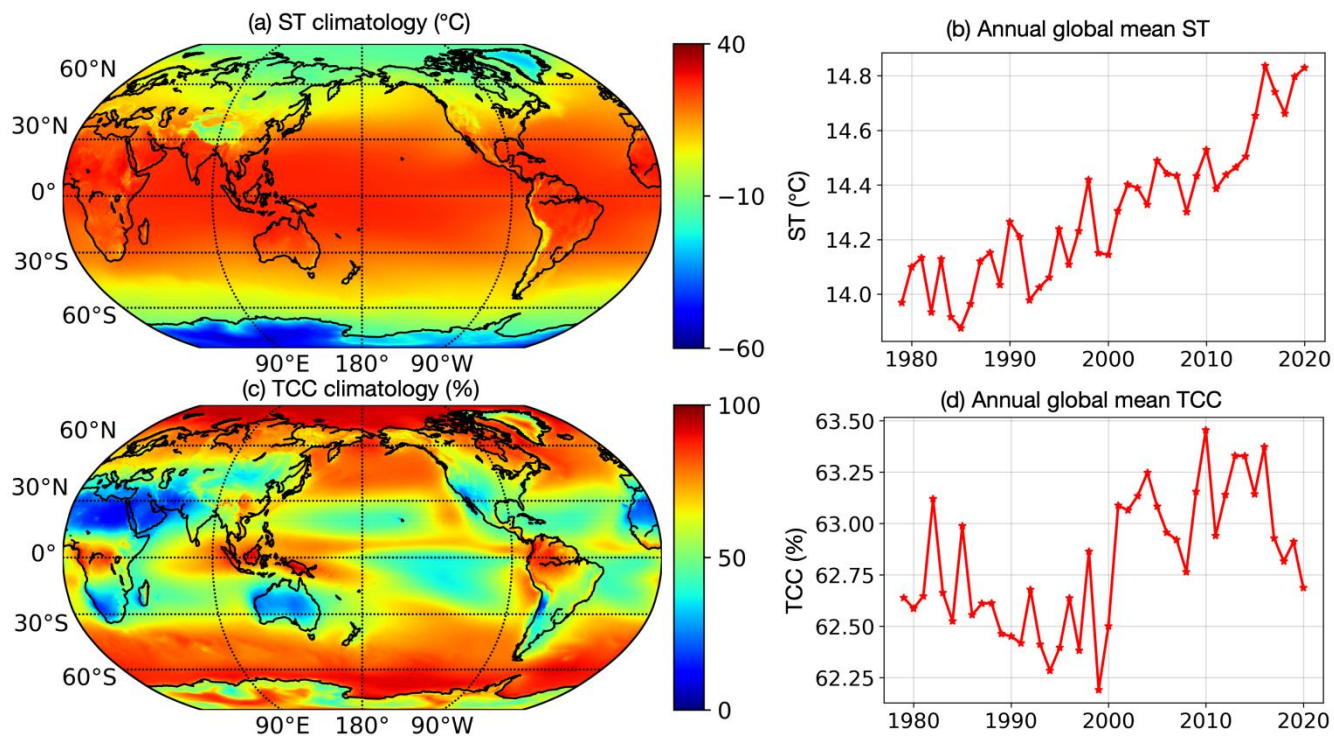 (a) ST climatology (°C)
60°N
30°N
0°
30°S
60°S
90°E 180° 90°W
40
−10
−60
(b) Annual global mean ST
ST (°C)
14.8
14.6
14.4
14.2
14.0
1980 1990 2000 2010 2020
(c) TCC climatology (%)
60°N
30°N
0°
30°S
60°S
90°E 180° 90°W
100
50
0
(d) Annual global mean TCC
TCC (%)
63.50
63.25
63.00
62.75
62.50
62.25
1980 1990 2000 2010 2020